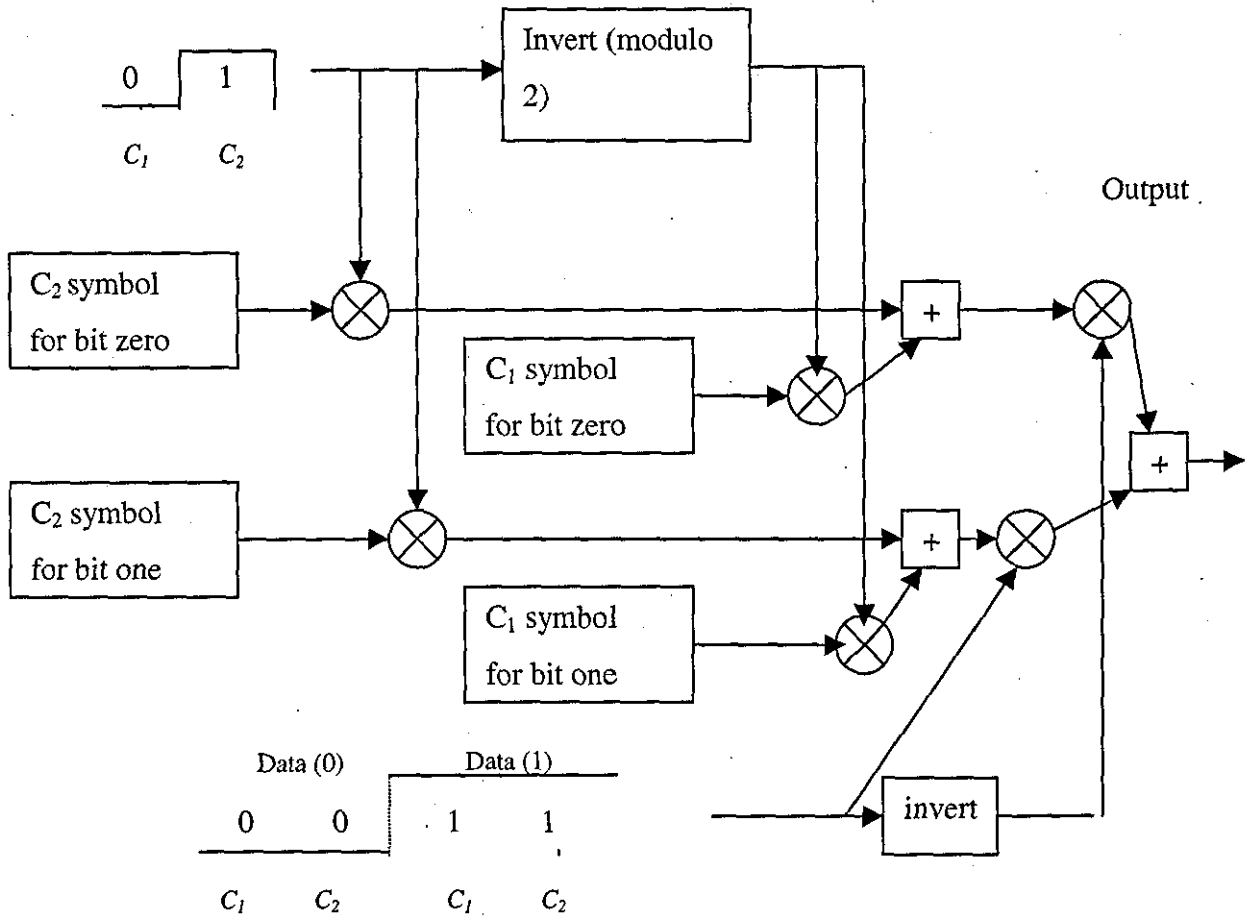 Invert (modulo
2)
0 1
C₁ C₂
Output
C₂ symbol
for bit zero
+
C₁ symbol
for bit zero
+
C₂ symbol
for bit one
+
C₁ symbol
for bit one
Data (0) Data (1)
0 0 1 1
invert
C₁ C₂ C₁ C₂